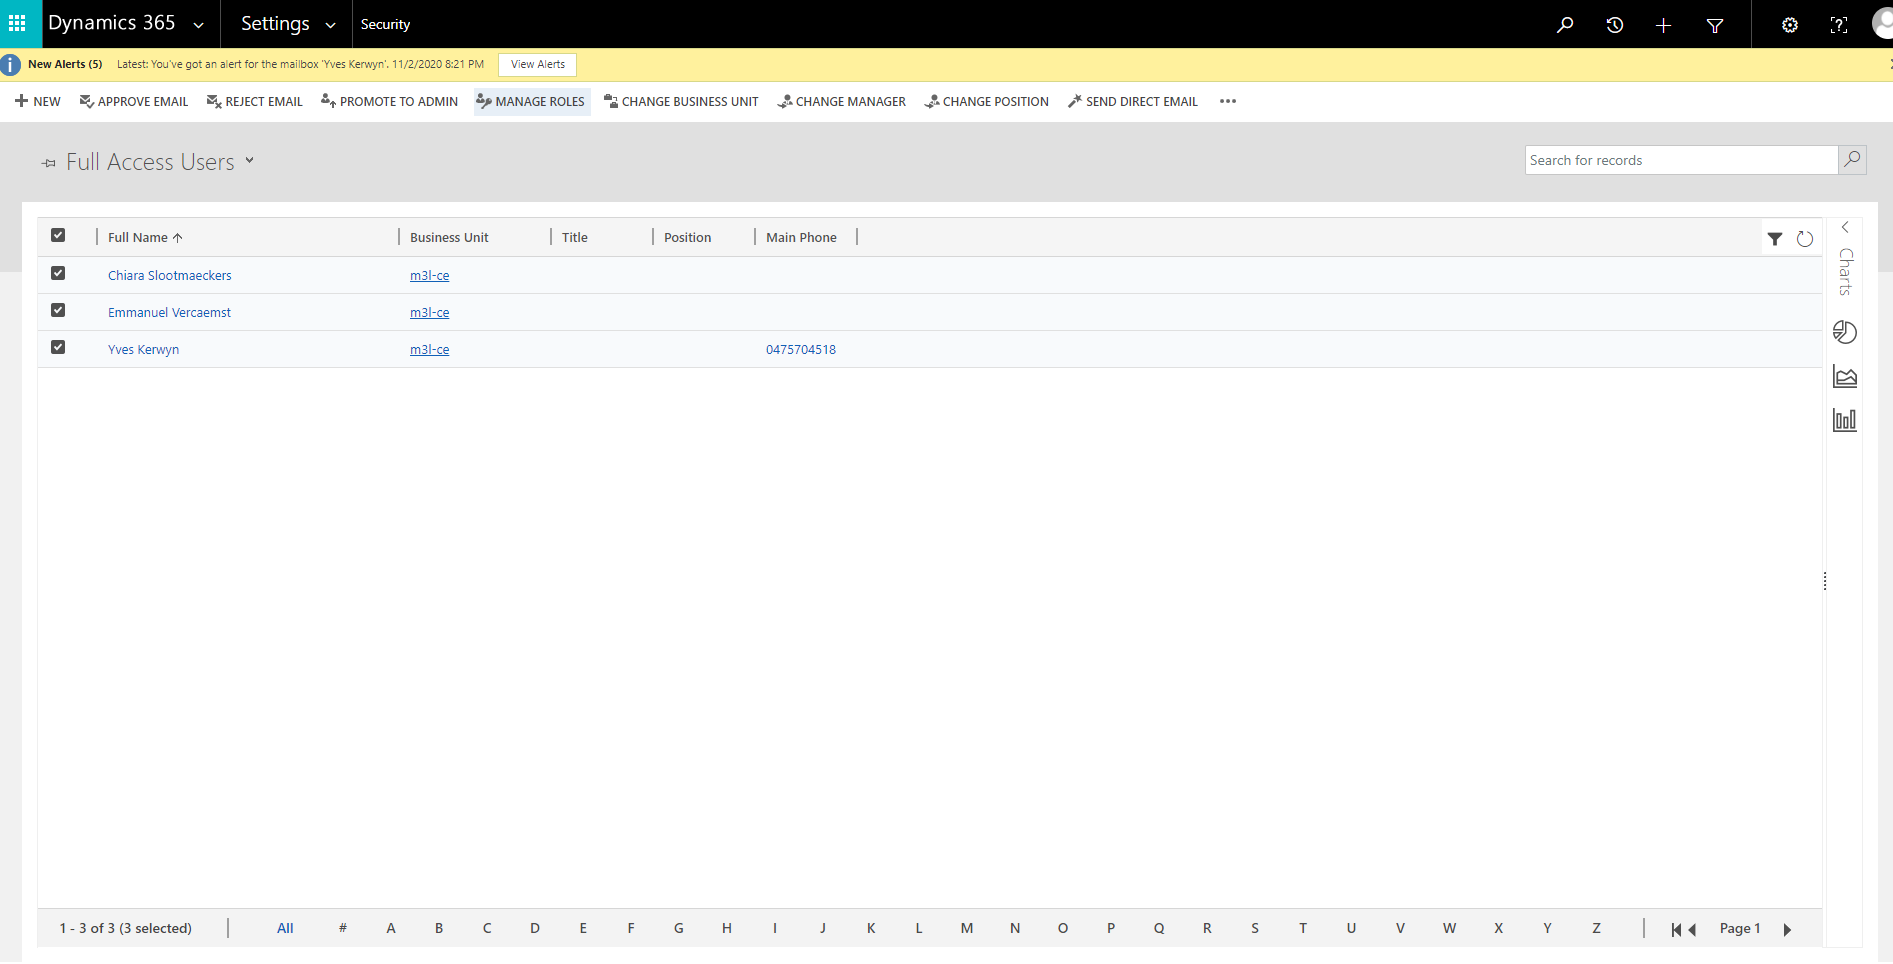 Dynamics 365 Settings Security
New Alerts (5) Latest: You've got an alert for the mailbox 'Yves Kerwyn'. 11/2/2020 8:21 PM View Alerts
NEW APPROVE EMAIL REJECT EMAIL PROMOTE TO ADMIN MANAGE ROLES CHANGE BUSINESS UNIT CHANGE MANAGER CHANGE POSITION SEND DIRECT EMAIL
Full Access Users
Search for records
Full Name Business Unit Title Position Main Phone
Chiara Slootmaeckers m3l-ce
Emmanuel Vercaemst m3l-ce
Yves Kerwyn m3l-ce 0475704518
Charts
1 - 3 of 3 (3 selected) All # A B C D E F G H I J K L M N O P Q R S T U V W X Y Z Page 1